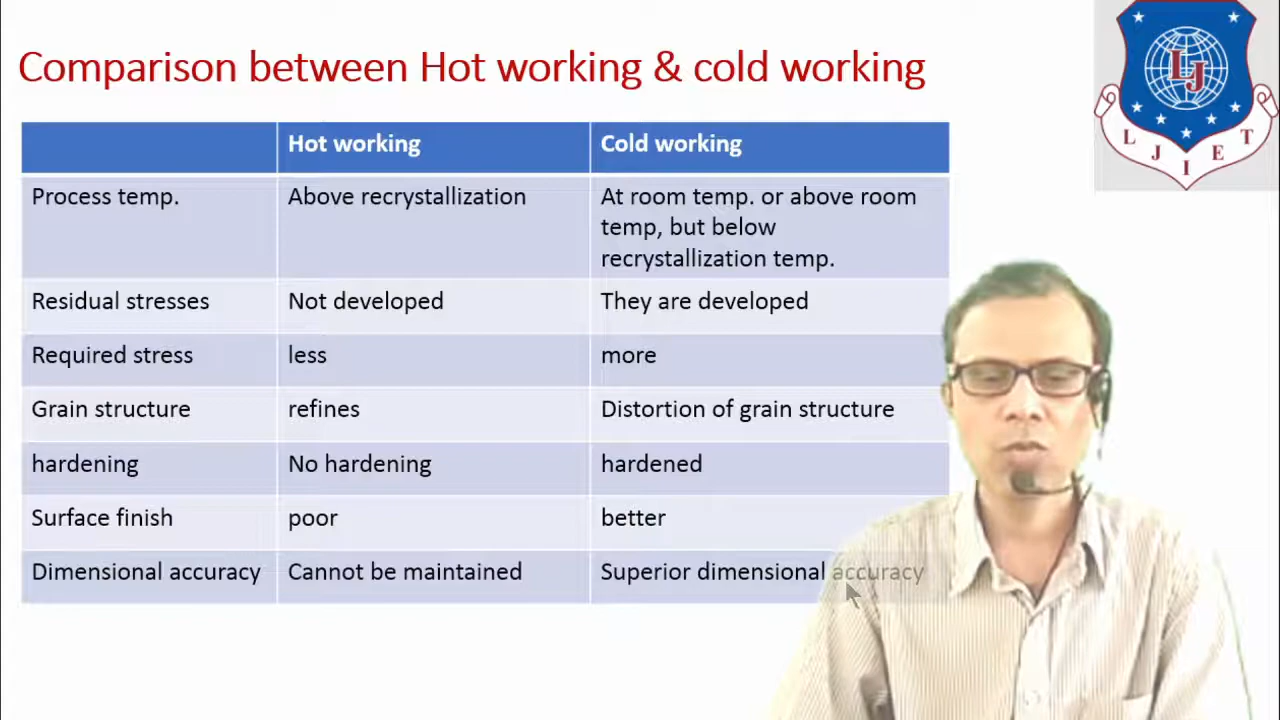 Comparison between Hot working & cold working
Hot working
Cold working
Process temp.
Above recrystallization
At room temp. or above room
temp, but below
recrystallization temp.
Residual stresses
Not developed
They are developed
Required stress
less
more
Grain structure
refines
Distortion of grain structure
hardening
No hardening
hardened
Surface finish
poor
better
Dimensional accuracy
Cannot be maintained
Superior dimensional accuracy
LJ
L J I E T